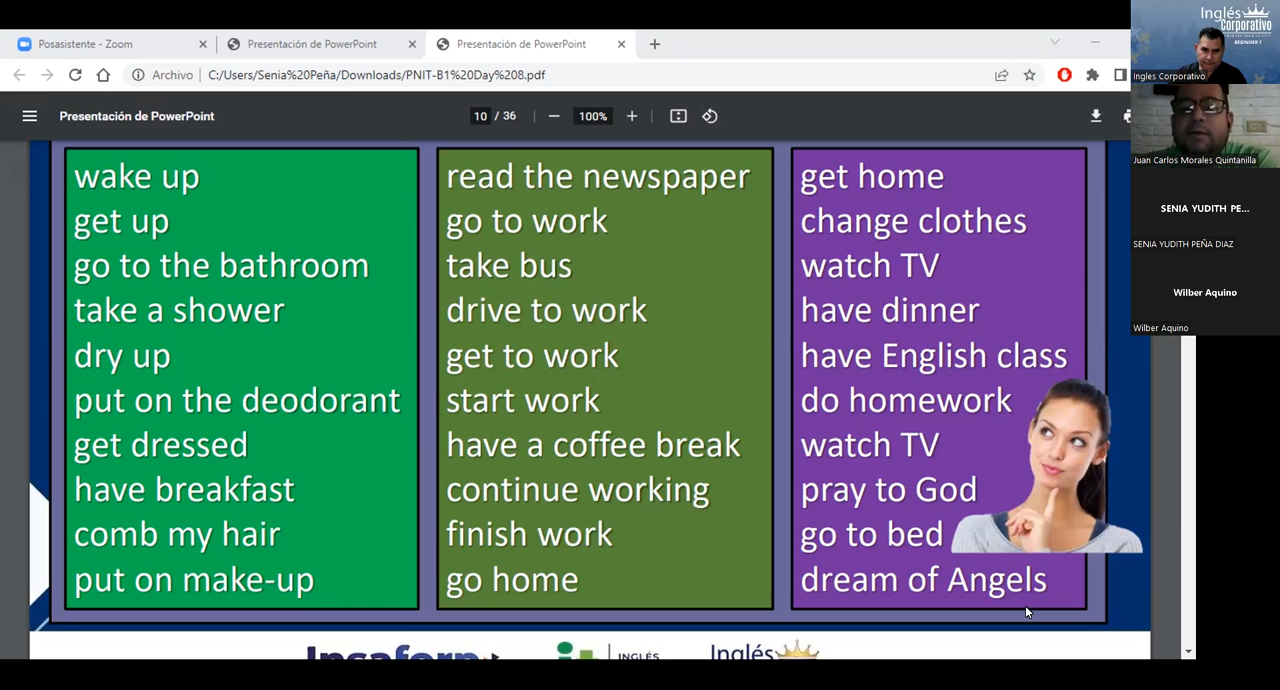 Posasistente - Zoom
Presentación de PowerPoint
Presentación de PowerPoint
Archivo
C:/Users/Senia%20Peña/Downloads/PNIT-B1%20Day%208.pdf
Presentación de PowerPoint
10 / 36
100%
wake up
get up
go to the bathroom
take a shower
dry up
put on the deodorant
get dressed
have breakfast
comb my hair
put on make-up
read the newspaper
go to work
take bus
drive to work
get to work
start work
have a coffee break
continue working
finish work
go home
get home
change clothes
watch TV
have dinner
have English class
do homework
watch TV
pray to God
go to bed
dream of Angels
INGLÉS
Inglés
Inglés
Corporativo
BEGINNER 1
Ingles Corporativo
Juan Carlos Morales Quintanilla
SENIA YUDITH PE...
SENIA YUDITH PEÑA DIAZ
Wilber Aquino
Wilber Aquino